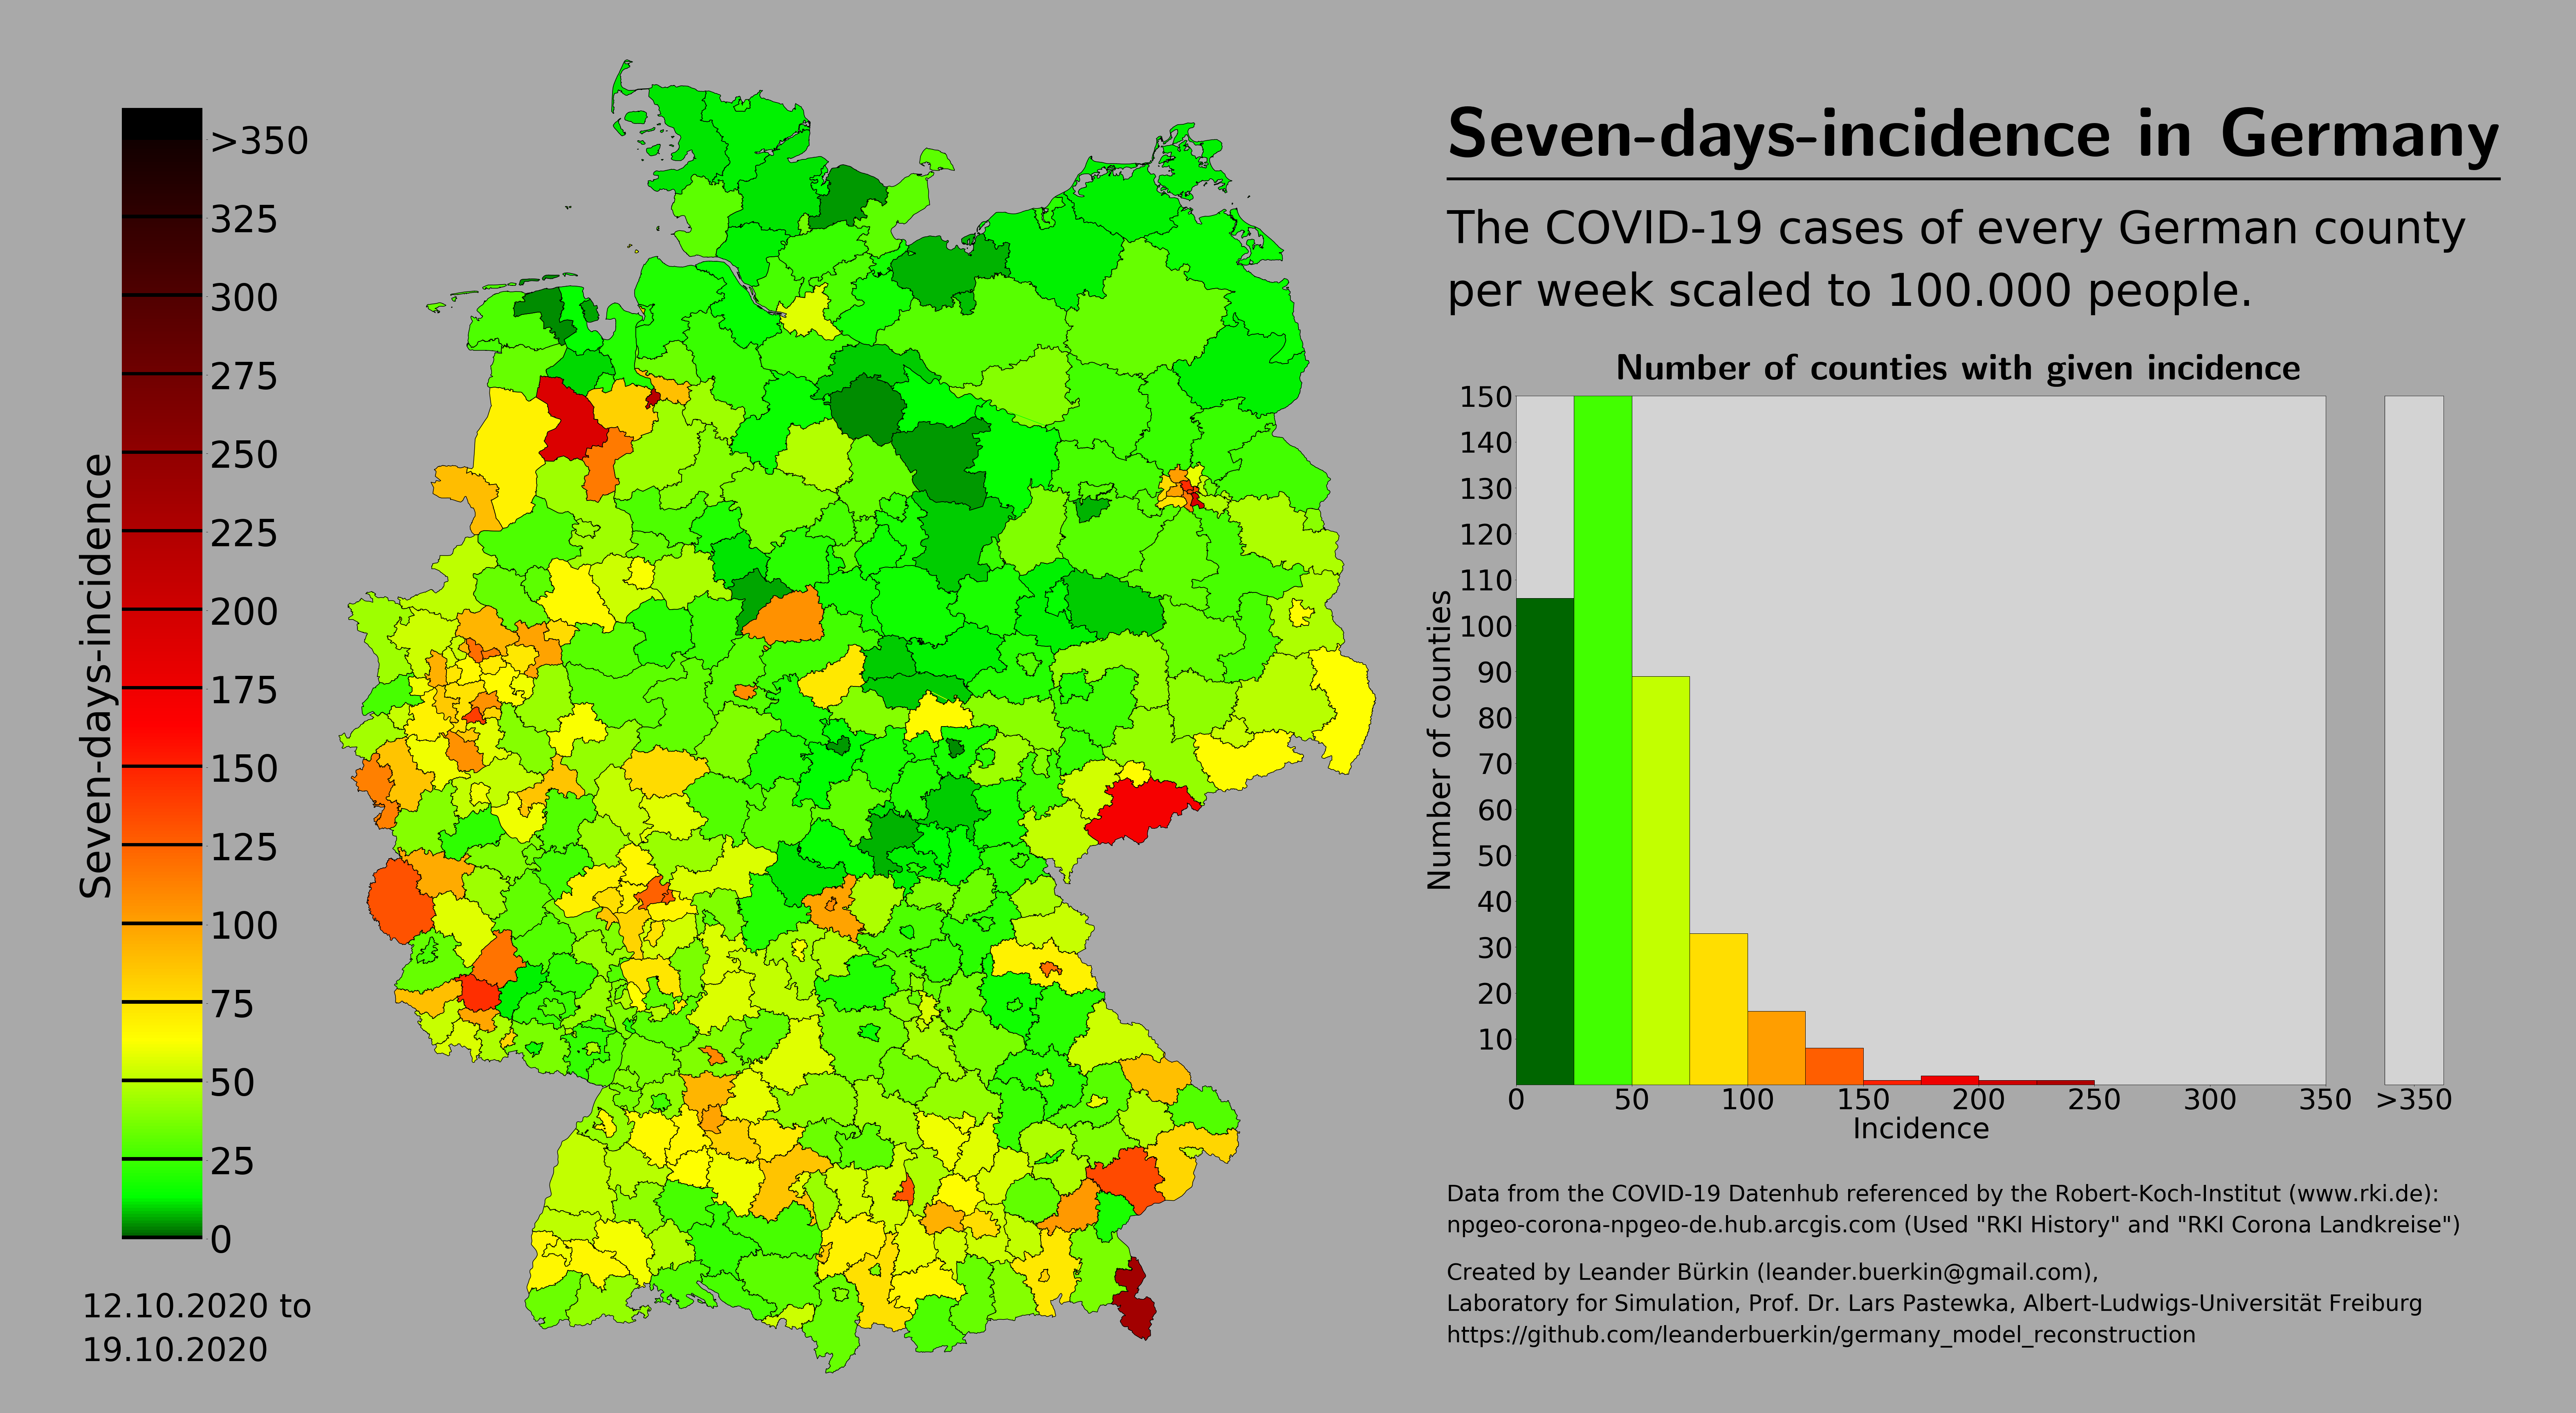 Seven-days-incidence in Germany
The COVID-19 cases of every German county
per week scaled to 100.000 people.
Seven-days-incidence
>350
325
300
275
250
225
200
175
150
125
100
75
50
25
0
12.10.2020 to
19.10.2020
Number of counties with given incidence
Number of counties
150
140
130
120
110
100
90
80
70
60
50
40
30
20
10
0 50 100 150 200 250 300 350 >350
Incidence
Data from the COVID-19 Datenhub referenced by the Robert-Koch-Institut (www.rki.de):
npgeo-corona-npgeo-de.hub.arcgis.com (Used "RKI History" and "RKI Corona Landkreise")
Created by Leander Bürkin (leander.buerkin@gmail.com),
Laboratory for Simulation, Prof. Dr. Lars Pastewka, Albert-Ludwigs-Universität Freiburg
https://github.com/leanderbuerkin/germany_model_reconstruction